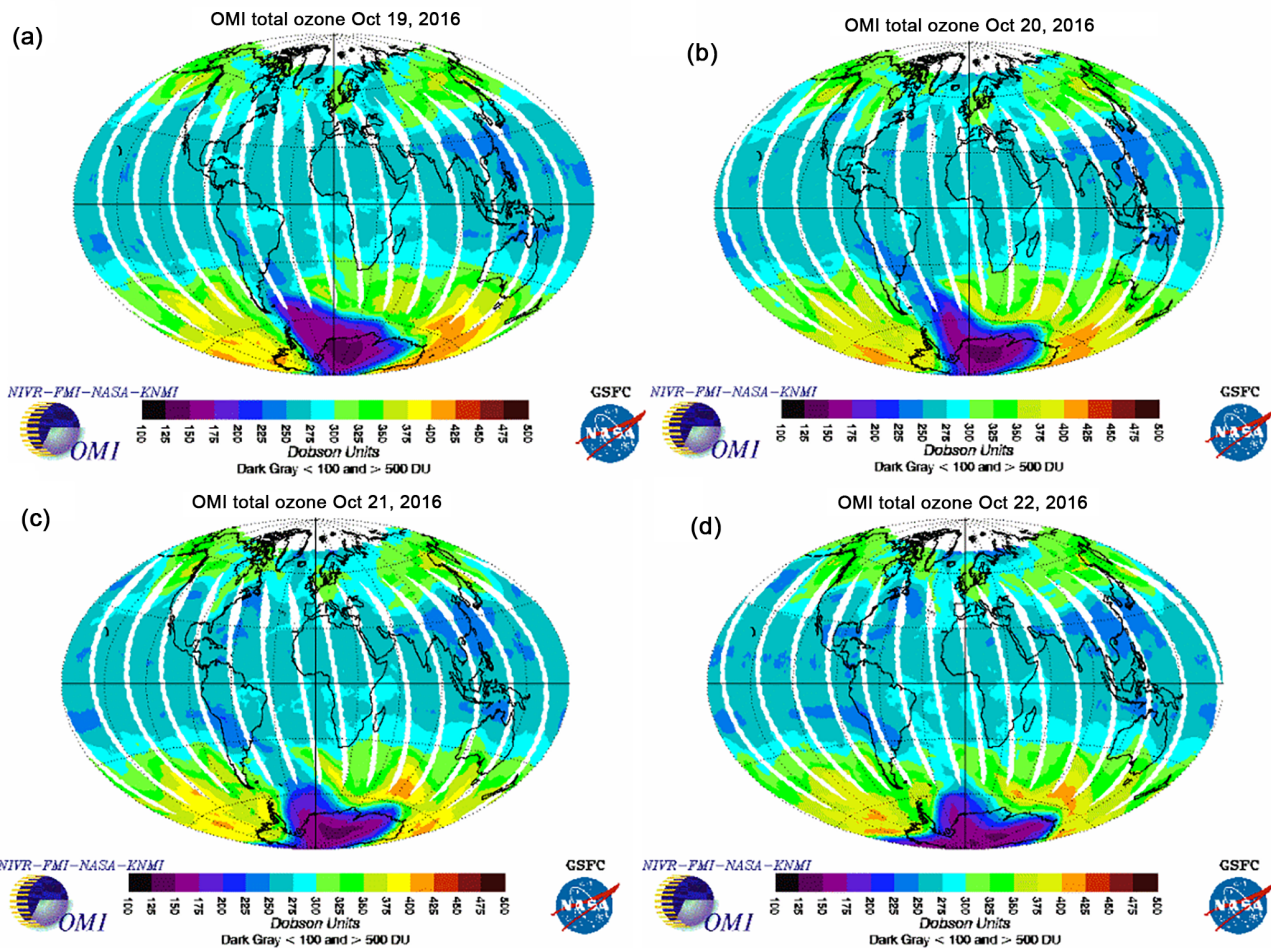 (a)
OMI total ozone Oct 19, 2016
NIVR-FMI-NASA-KNMI
OMI
100 125 150 175 200 225 250 275 300 325 350 375 400 425 450 475 500
Dobson Units
Dark Gray < 100 and > 500 DU
GSFC
NASA
(b)
OMI total ozone Oct 20, 2016
NIVR-FMI-NASA-KNMI
OMI
100 125 150 175 200 225 250 275 300 325 350 375 400 425 450 475 500
Dobson Units
Dark Gray < 100 and > 500 DU
GSFC
NASA
(c)
OMI total ozone Oct 21, 2016
NIVR-FMI-NASA-KNMI
OMI
100 125 150 175 200 225 250 275 300 325 350 375 400 425 450 475 500
Dobson Units
Dark Gray < 100 and > 500 DU
GSFC
NASA
(d)
OMI total ozone Oct 22, 2016
NIVR-FMI-NASA-KNMI
OMI
100 125 150 175 200 225 250 275 300 325 350 375 400 425 450 475 500
Dobson Units
Dark Gray < 100 and > 500 DU
GSFC
NASA